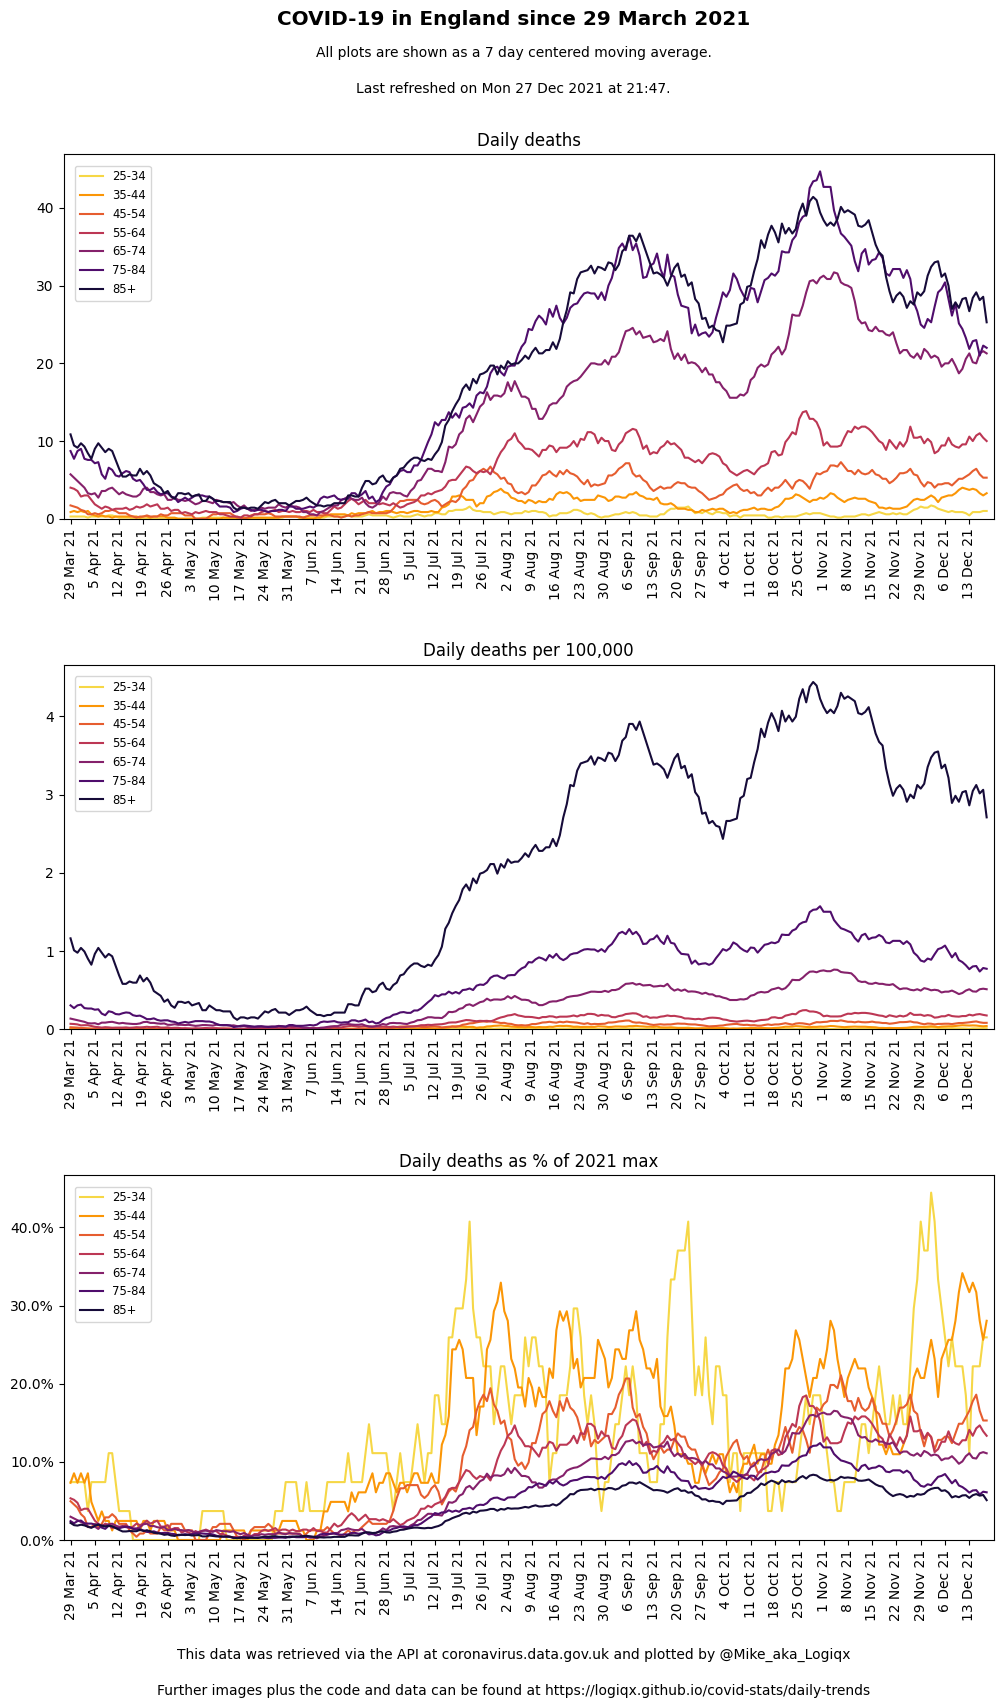 COVID-19 in England since 29 March 2021
All plots are shown as a 7 day centered moving average.
Last refreshed on Mon 27 Dec 2021 at 21:47.
Daily deaths
25-34
35-44
45-54
55-64
65-74
75-84
85+
40
30
20
10
0
29 Mar 21
5 Apr 21
12 Apr 21
19 Apr 21
26 Apr 21
3 May 21
10 May 21
17 May 21
24 May 21
31 May 21
7 Jun 21
14 Jun 21
21 Jun 21
28 Jun 21
5 Jul 21
12 Jul 21
19 Jul 21
26 Jul 21
2 Aug 21
9 Aug 21
16 Aug 21
23 Aug 21
30 Aug 21
6 Sep 21
13 Sep 21
20 Sep 21
27 Sep 21
4 Oct 21
11 Oct 21
18 Oct 21
25 Oct 21
1 Nov 21
8 Nov 21
15 Nov 21
22 Nov 21
29 Nov 21
6 Dec 21
13 Dec 21
Daily deaths per 100,000
25-34
35-44
45-54
55-64
65-74
75-84
85+
4
3
2
1
0
29 Mar 21
5 Apr 21
12 Apr 21
19 Apr 21
26 Apr 21
3 May 21
10 May 21
17 May 21
24 May 21
31 May 21
7 Jun 21
14 Jun 21
21 Jun 21
28 Jun 21
5 Jul 21
12 Jul 21
19 Jul 21
26 Jul 21
2 Aug 21
9 Aug 21
16 Aug 21
23 Aug 21
30 Aug 21
6 Sep 21
13 Sep 21
20 Sep 21
27 Sep 21
4 Oct 21
11 Oct 21
18 Oct 21
25 Oct 21
1 Nov 21
8 Nov 21
15 Nov 21
22 Nov 21
29 Nov 21
6 Dec 21
13 Dec 21
Daily deaths as % of 2021 max
25-34
35-44
45-54
55-64
65-74
75-84
85+
40.0%
30.0%
20.0%
10.0%
0.0%
29 Mar 21
5 Apr 21
12 Apr 21
19 Apr 21
26 Apr 21
3 May 21
10 May 21
17 May 21
24 May 21
31 May 21
7 Jun 21
14 Jun 21
21 Jun 21
28 Jun 21
5 Jul 21
12 Jul 21
19 Jul 21
26 Jul 21
2 Aug 21
9 Aug 21
16 Aug 21
23 Aug 21
30 Aug 21
6 Sep 21
13 Sep 21
20 Sep 21
27 Sep 21
4 Oct 21
11 Oct 21
18 Oct 21
25 Oct 21
1 Nov 21
8 Nov 21
15 Nov 21
22 Nov 21
29 Nov 21
6 Dec 21
13 Dec 21
This data was retrieved via the API at coronavirus.data.gov.uk and plotted by @Mike_aka_Logiqx
Further images plus the code and data can be found at https://logiqx.github.io/covid-stats/daily-trends